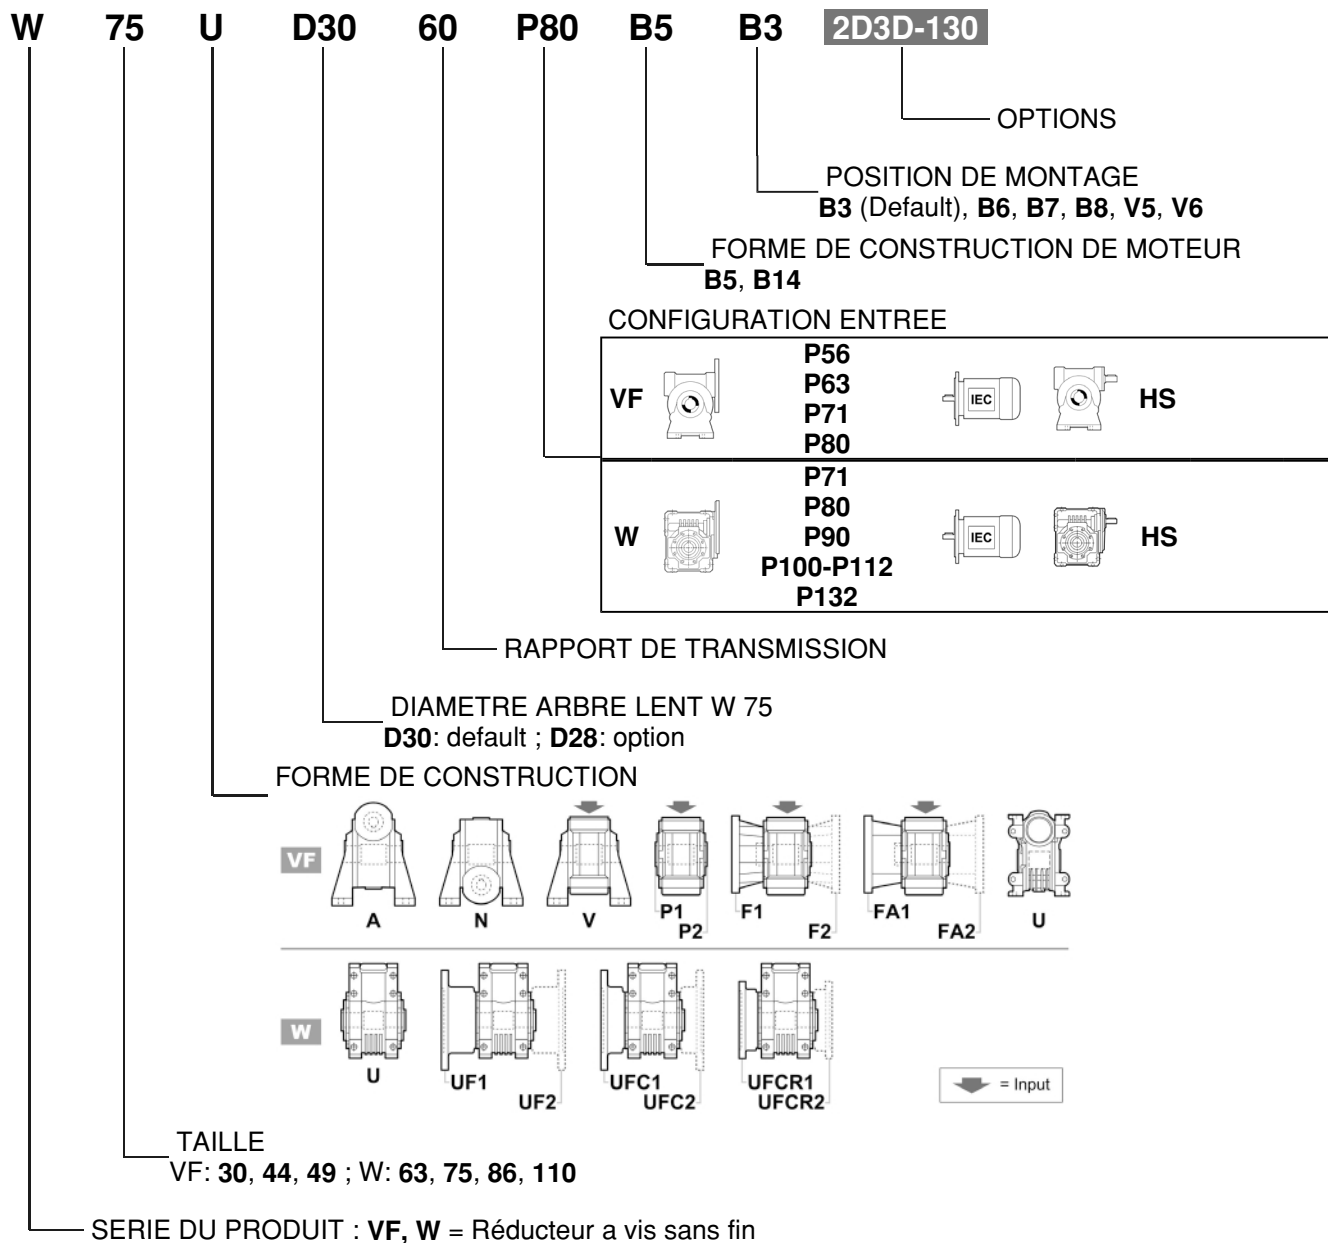 W 75 U D30 60 P80 B5 B3 2D3D-130
OPTIONS
POSITION DE MONTAGE
B3 (Default), B6, B7, B8, V5, V6
FORME DE CONSTRUCTION DE MOTEUR
B5, B14
CONFIGURATION ENTREE
VF
P56
P63
P71
P80
IEC
HS
W
P71
P80
P90
P100-P112
P132
IEC
HS
RAPPORT DE TRANSMISSION
DIAMETRE ARBRE LENT W 75
D30: default ; D28: option
FORME DE CONSTRUCTION
VF
A N V P1 P2 F1 F2 FA1 FA2 U
W
U UF1 UF2 UFC1 UFC2 UFCR1 UFCR2
= Input
TAILLE
VF: 30, 44, 49 ; W: 63, 75, 86, 110
SERIE DU PRODUIT : VF, W = Réducteur a vis sans fin